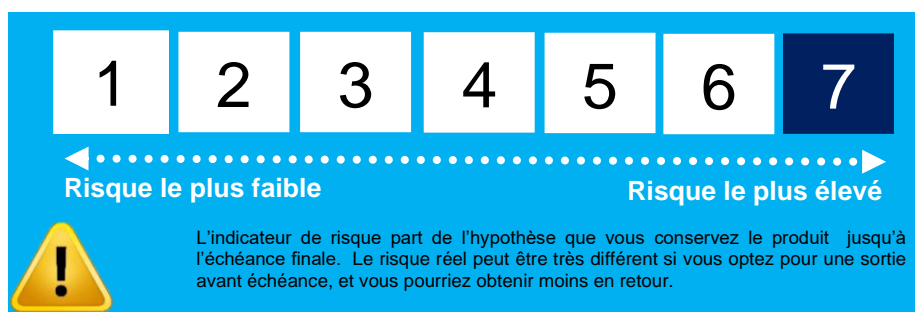 1 2 3 4 5 6 7
Risque le plus faible Risque le plus élevé
L'indicateur de risque part de l'hypothèse que vous conservez le produit jusqu'à
l'échéance finale. Le risque réel peut être très différent si vous optez pour une sortie
avant échéance, et vous pourriez obtenir moins en retour.